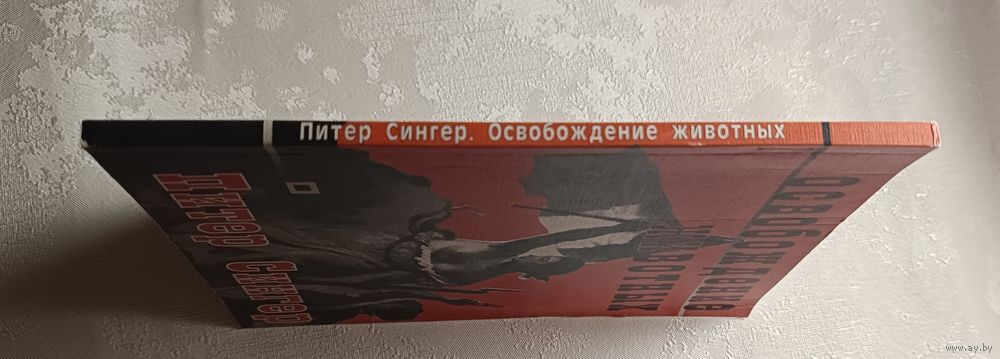 Питер Сингер. Освобождение животных
Питер Сингер
ОСВОБОЖДЕНИЕ
ЖИВОТНЫХ
www.ay.by